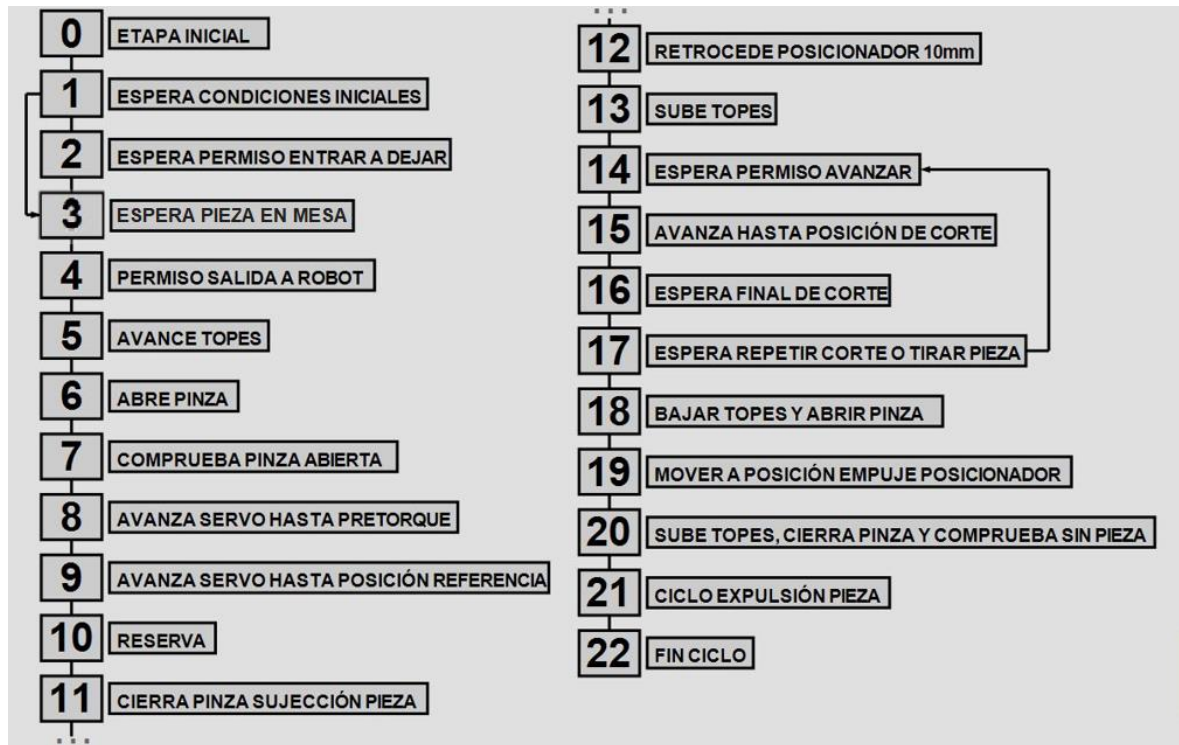 0 ETAPA INICIAL
1 ESPERA CONDICIONES INICIALES
2 ESPERA PERMISO ENTRAR A DEJAR
3 ESPERA PIEZA EN MESA
4 PERMISO SALIDA A ROBOT
5 AVANCE TOPES
6 ABRE PINZA
7 COMPRUEBA PINZA ABIERTA
8 AVANZA SERVO HASTA PRETORQUE
9 AVANZA SERVO HASTA POSICIÓN REFERENCIA
10 RESERVA
11 CIERRA PINZA SUJECCIÓN PIEZA
...
...
12 RETROCEDE POSICIONADOR 10mm
13 SUBE TOPES
14 ESPERA PERMISO AVANZAR
15 AVANZA HASTA POSICIÓN DE CORTE
16 ESPERA FINAL DE CORTE
17 ESPERA REPETIR CORTE O TIRAR PIEZA
18 BAJAR TOPES Y ABRIR PINZA
19 MOVER A POSICIÓN EMPUJE POSICIONADOR
20 SUBE TOPES, CIERRA PINZA Y COMPRUEBA SIN PIEZA
21 CICLO EXPULSIÓN PIEZA
22 FIN CICLO